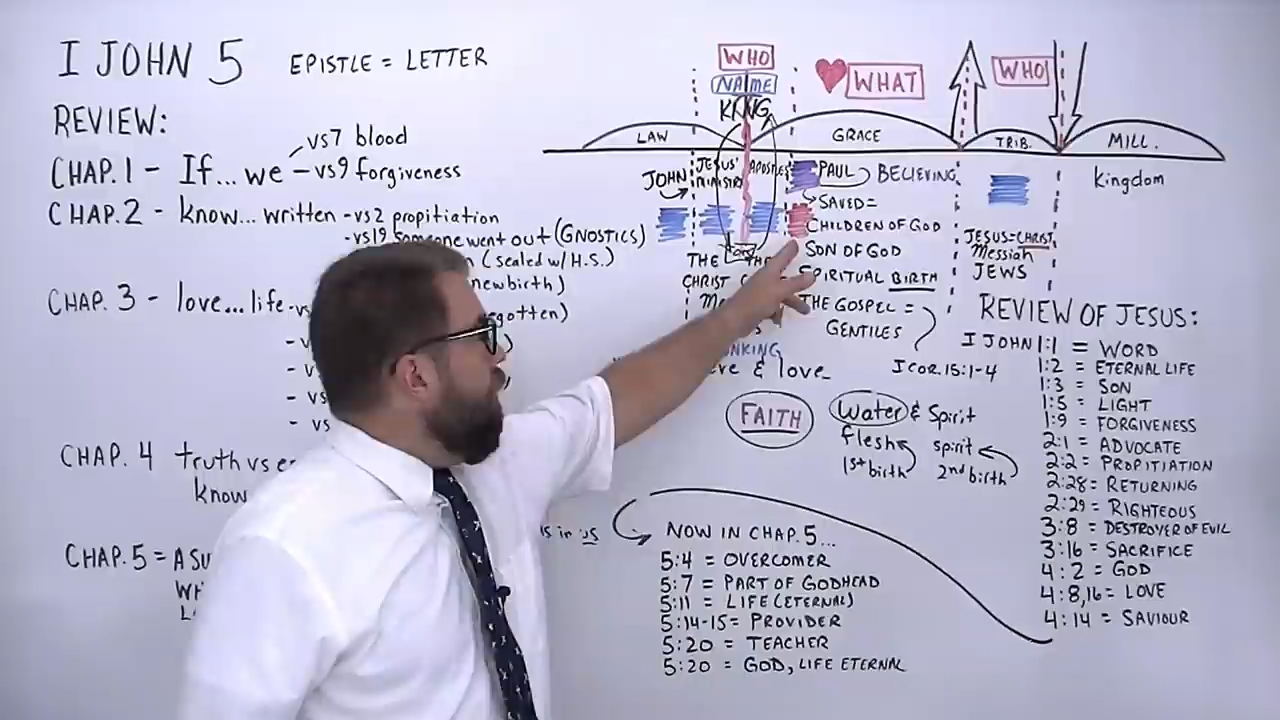 I JOHN 5
EPISTLE = LETTER
REVIEW:
CHAP. 1 - If... we
vs7 blood
vs9 forgiveness
CHAP. 2 - know... written - vs2 propitiation
- vs19 someone went out (GNOSTICS)
(sealed w/ H.S.)
newbirth)
CHAP. 3 - love... life - vs
gotten)
- vs
- vs
CHAP. 4 truth vs
know
CHAP. 5 = A
is in us
WHO
NAME
KING
WHAT
WHO
LAW
GRACE
TRIB.
MILL.
JOHN
JESUS' MINISTRY
APOSTLES
PAUL
BELIEVING
Kingdom
SAVED =
CHILDREN OF GOD
SON OF GOD
SPIRITUAL BIRTH
THE GOSPEL =
GENTILES
I COR. 15:1-4
THE
CHRIST
JESUS = CHRIST
Messiah
JEWS
& love
FAITH
Water & Spirit
flesh
1st birth
spirit
2nd birth
REVIEW OF JESUS:
I JOHN 1:1 = WORD
1:2 = ETERNAL LIFE
1:3 = SON
1:5 = LIGHT
1:9 = FORGIVENESS
2:1 = ADVOCATE
2:2 = PROPITIATION
2:28 = RETURNING
2:29 = RIGHTEOUS
3:8 = DESTROYER OF EVIL
3:16 = SACRIFICE
4:2 = GOD
4:8,16 = LOVE
4:14 = SAVIOUR
NOW IN CHAP. 5...
5:4 = OVERCOMER
5:7 = PART OF GODHEAD
5:11 = LIFE (ETERNAL)
5:14-15 = PROVIDER
5:20 = TEACHER
5:20 = GOD, LIFE ETERNAL